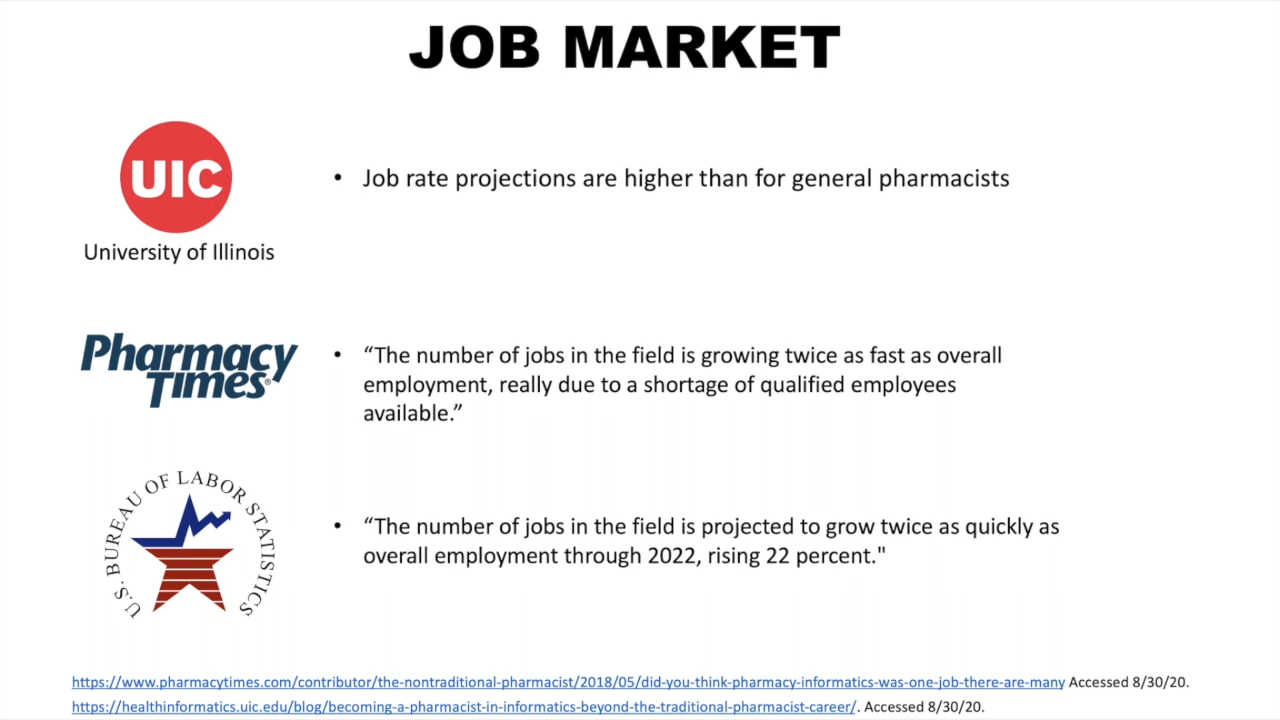 JOB MARKET
UIC
University of Illinois
• Job rate projections are higher than for general pharmacists
Pharmacy
Times®
• “The number of jobs in the field is growing twice as fast as overall
employment, really due to a shortage of qualified employees
available.”
U.S. BUREAU OF LABOR STATISTICS
• “The number of jobs in the field is projected to grow twice as quickly as
overall employment through 2022, rising 22 percent."
https://www.pharmacytimes.com/contributor/the-nontraditional-pharmacist/2018/05/did-you-think-pharmacy-informatics-was-one-job-there-are-many Accessed 8/30/20.
https://healthinformatics.uic.edu/blog/becoming-a-pharmacist-in-informatics-beyond-the-traditional-pharmacist-career/. Accessed 8/30/20.